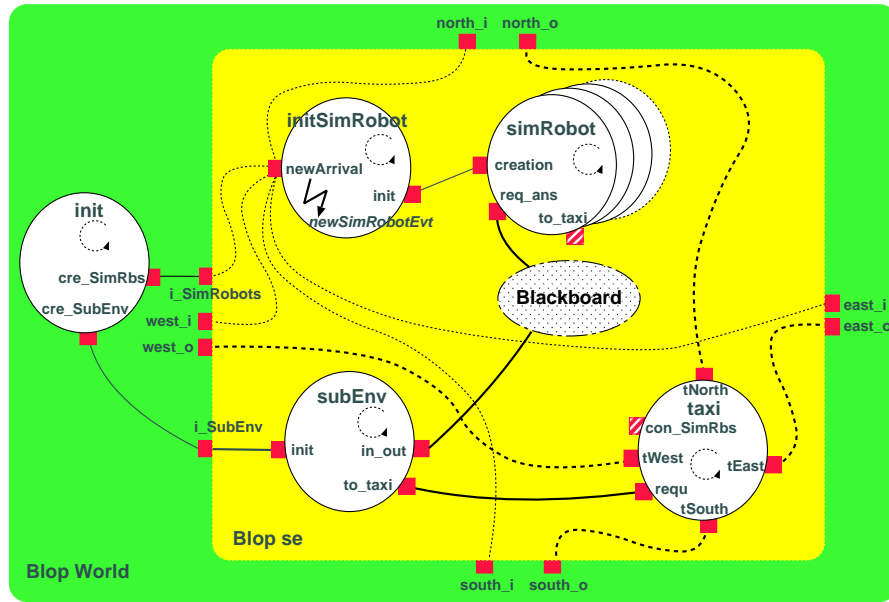 north_i
north_o
initSimRobot
simRobot
newArrival
creation
init
req_ans
newSimRobotEvt
to_taxi
init
cre_SimRbs
i_SimRobots
Blackboard
cre_SubEnv
west_i
east_i
west_o
east_o
tNorth
subEnv
taxi
i_SubEnv
con_SimRbs
init
in_out
tWest
tEast
to_taxi
requ
tSouth
Blop se
Blop World
south_i
south_o